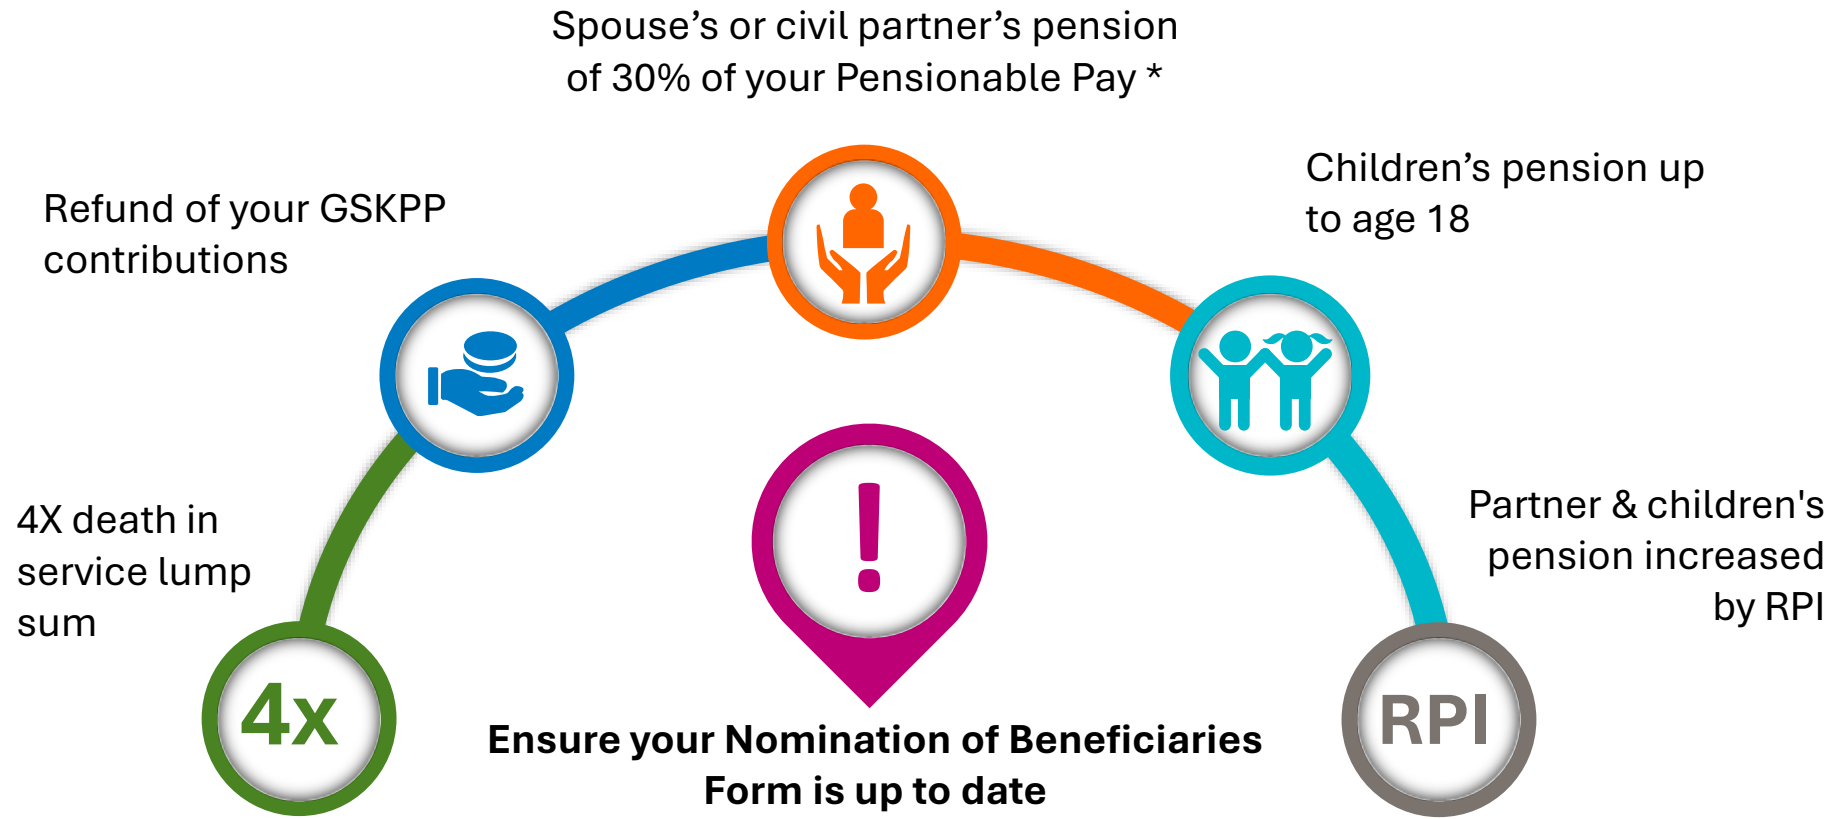 Spouse’s or civil partner’s pension
of 30% of your Pensionable Pay *
Refund of your GSKPP
contributions
Children’s pension up
to age 18
4X death in
service lump
sum
4x
Partner & children's
pension increased
by RPI
RPI
!
Ensure your Nomination of Beneficiaries
Form is up to date